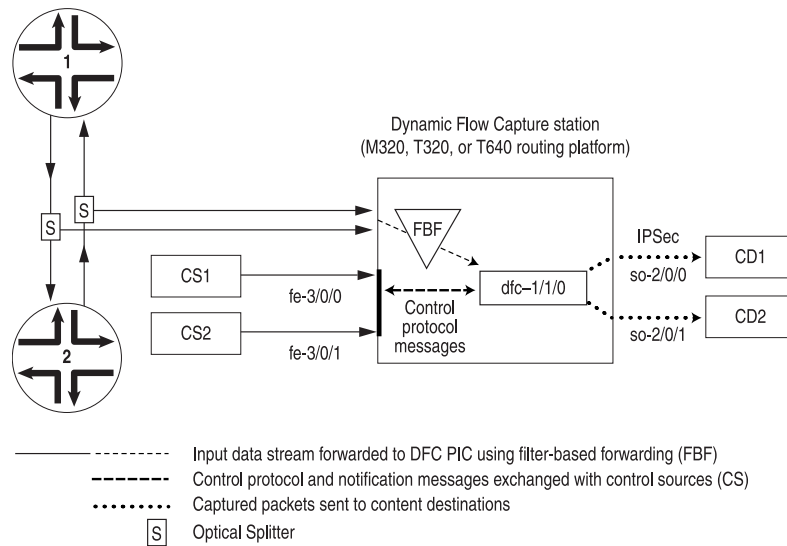 1
Dynamic Flow Capture station
(M320, T320, or T640 routing platform)
S
S
FBF
CS1
fe-3/0/0
CS2
fe-3/0/1
Control
protocol
messages
dfc–1/1/0
IPSec
so-2/0/0
CD1
so-2/0/1
CD2
2
Input data stream forwarded to DFC PIC using filter-based forwarding (FBF)
Control protocol and notification messages exchanged with control sources (CS)
Captured packets sent to content destinations
S Optical Splitter